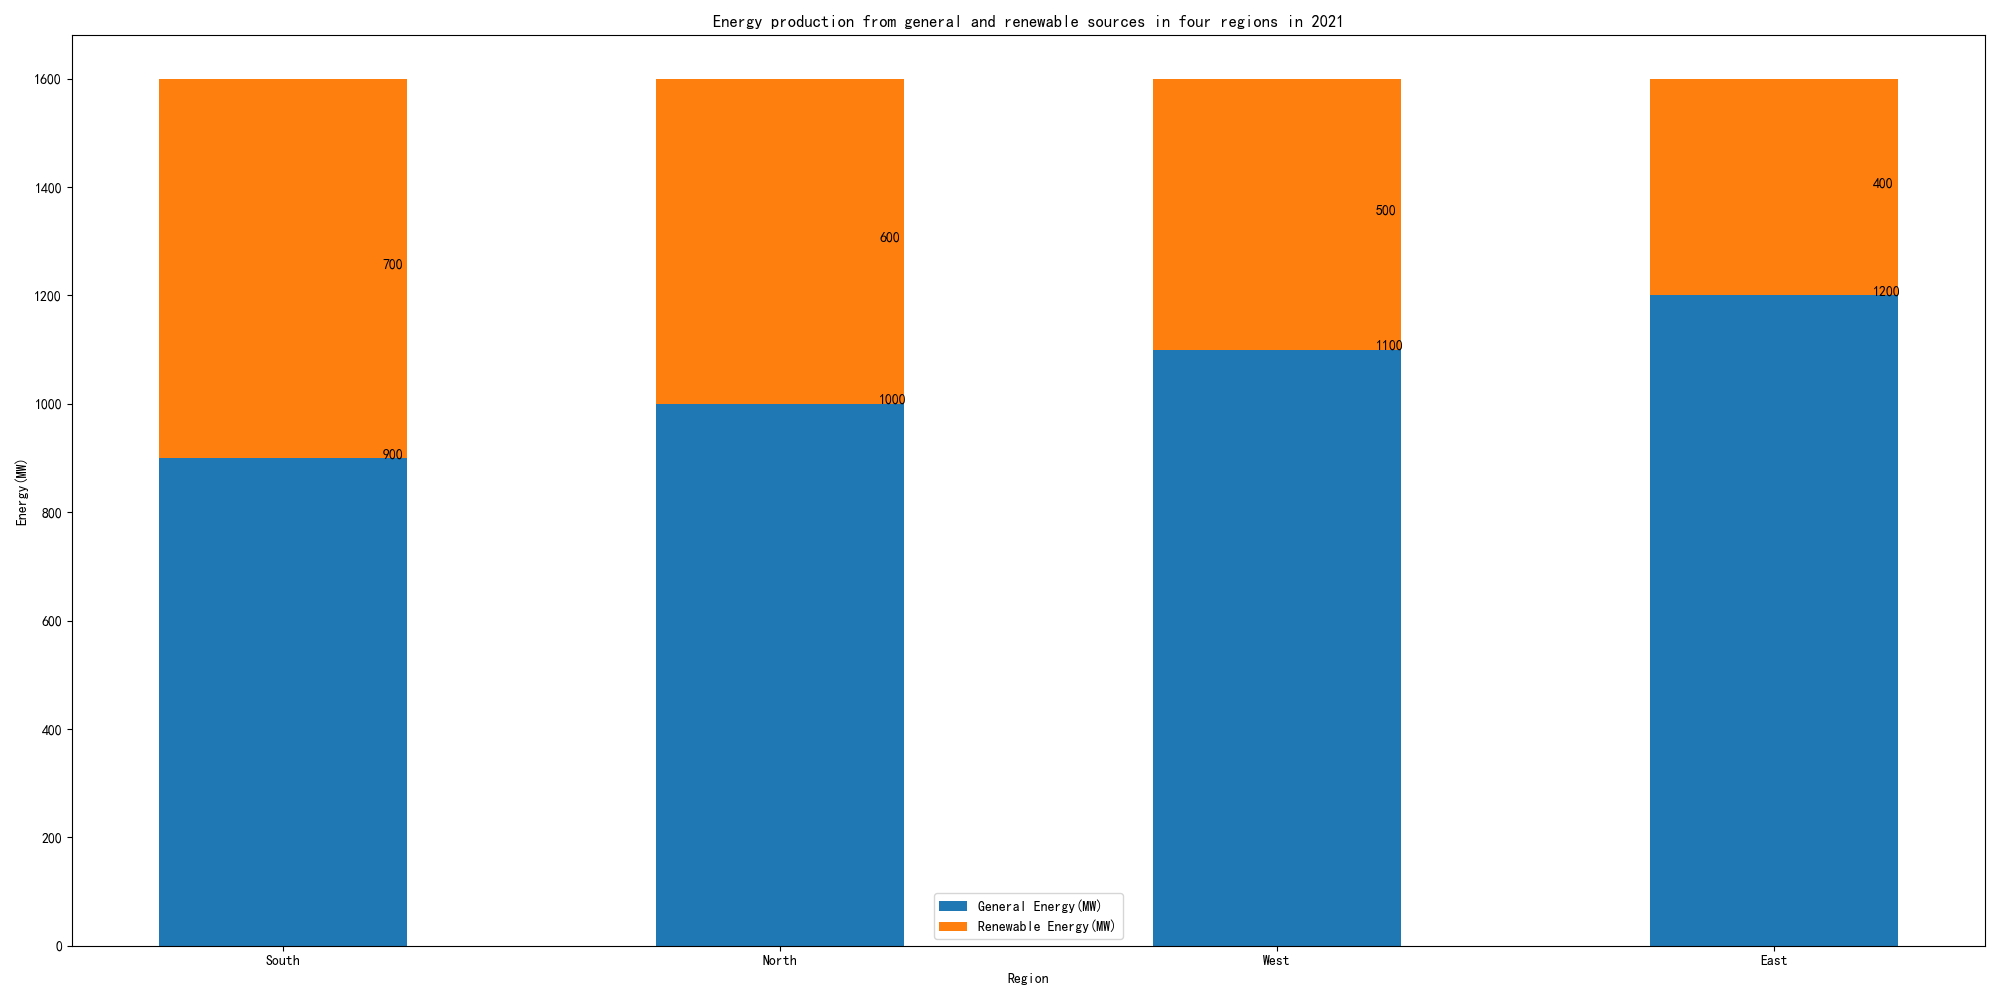 Energy production from general and renewable sources in four regions in 2021
1600
1400
1200
1000
800
600
400
200
0
Energy(MW)
700
900
600
1000
500
1100
400
1200
General Energy(MW)
Renewable Energy(MW)
South
North
West
East
Region